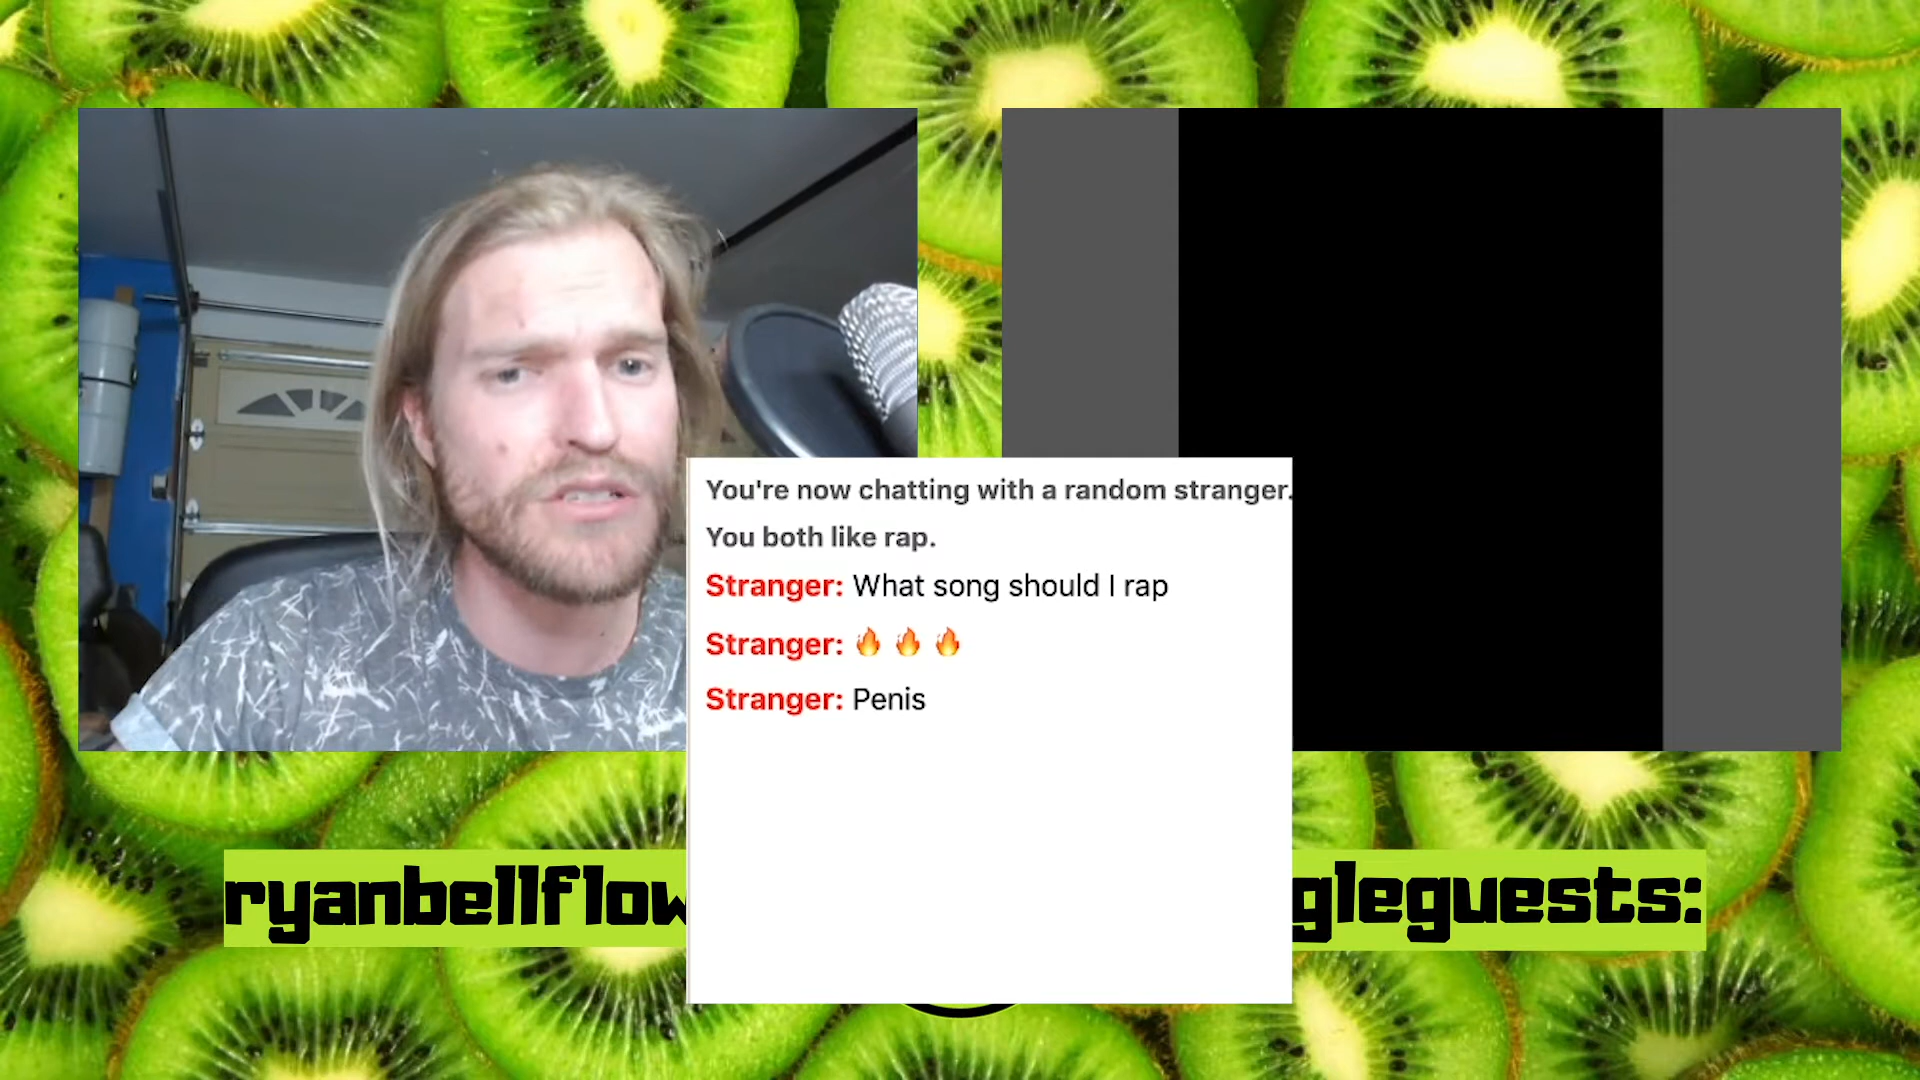 You're now chatting with a random stranger.
You both like rap.
Stranger: What song should I rap
Stranger: 🔥 🔥 🔥
Stranger: Penis
ryanbellflow
gleguests: